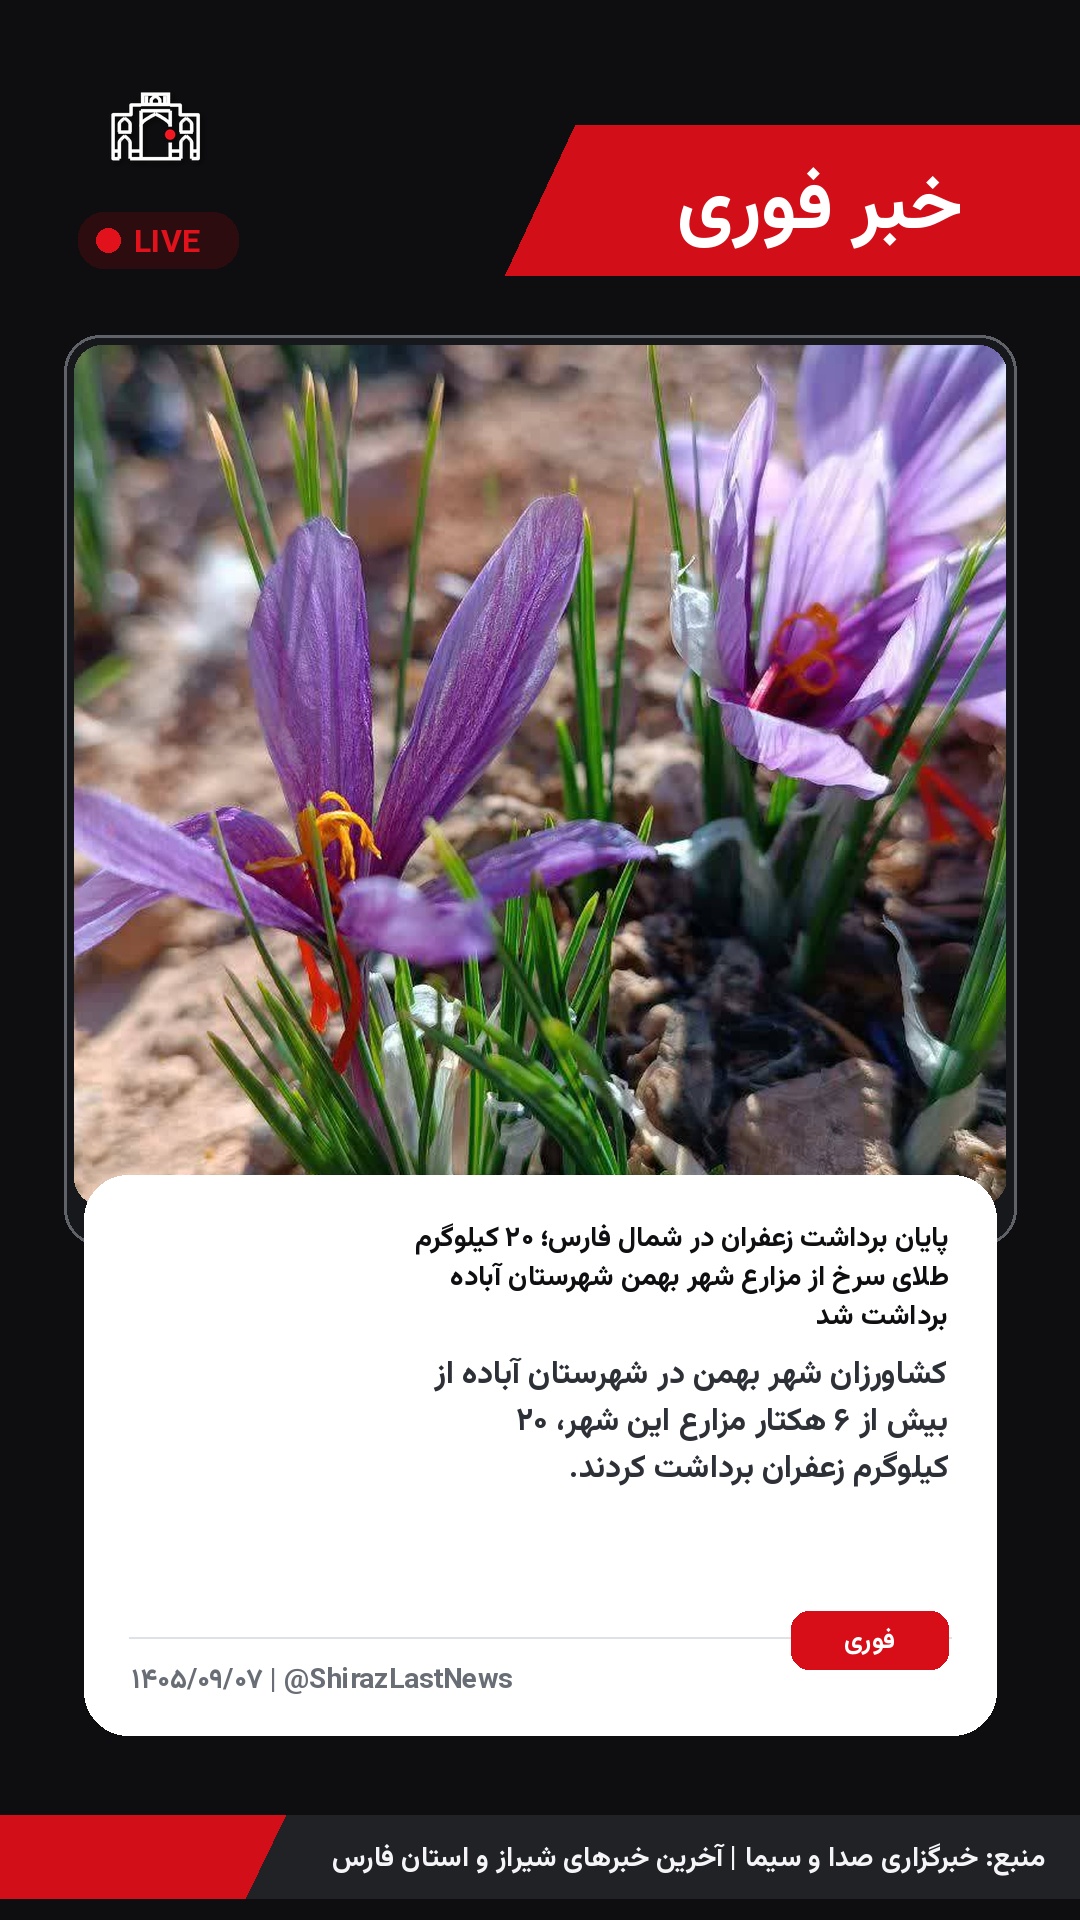 خبر فوری
LIVE
پایان برداشت زعفران در شمال فارس؛ ۲۰ کیلوگرم
طلای سرخ از مزارع شهر بهمن شهرستان آباده
برداشت شد
کشاورزان شهر بهمن در شهرستان آباده از
بیش از ۶ هکتار مزارع این شهر، ۲۰
کیلوگرم زعفران برداشت کردند.
فوری
۱۴۰۵/۰۹/۰۷ | @ShirazLastNews
منبع: خبرگزاری صدا و سیما | آخرین خبرهای شیراز و استان فارس